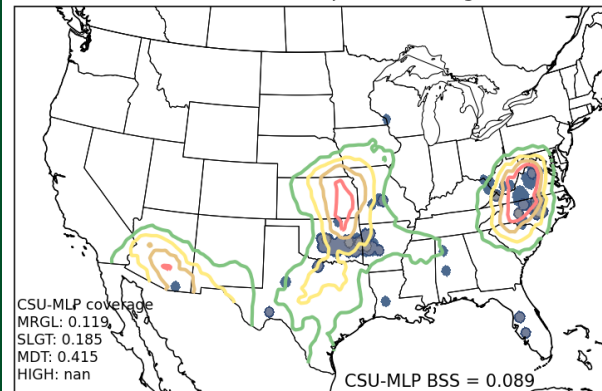 CSU-MLP coverage
MRGL: 0.119
SLGT: 0.185
MDT: 0.415
HIGH: nan
CSU-MLP BSS = 0.089